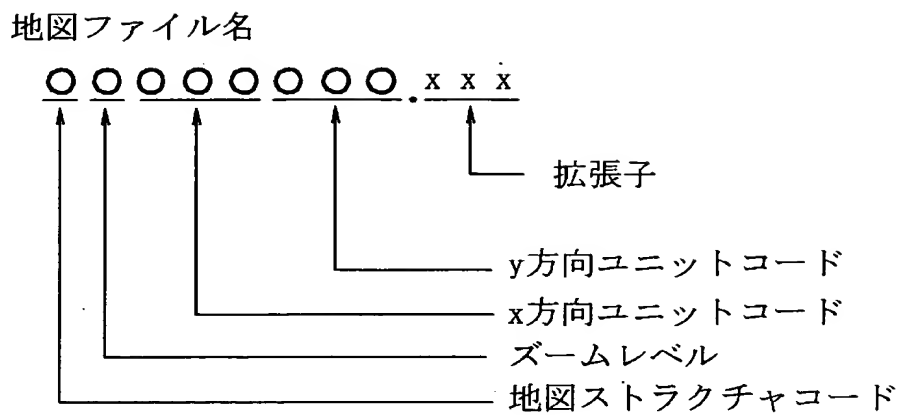 地図ファイル名
○○○○○○○○.xxx
拡張子
y方向ユニットコード
x方向ユニットコード
ズームレベル
地図ストラクチャコード